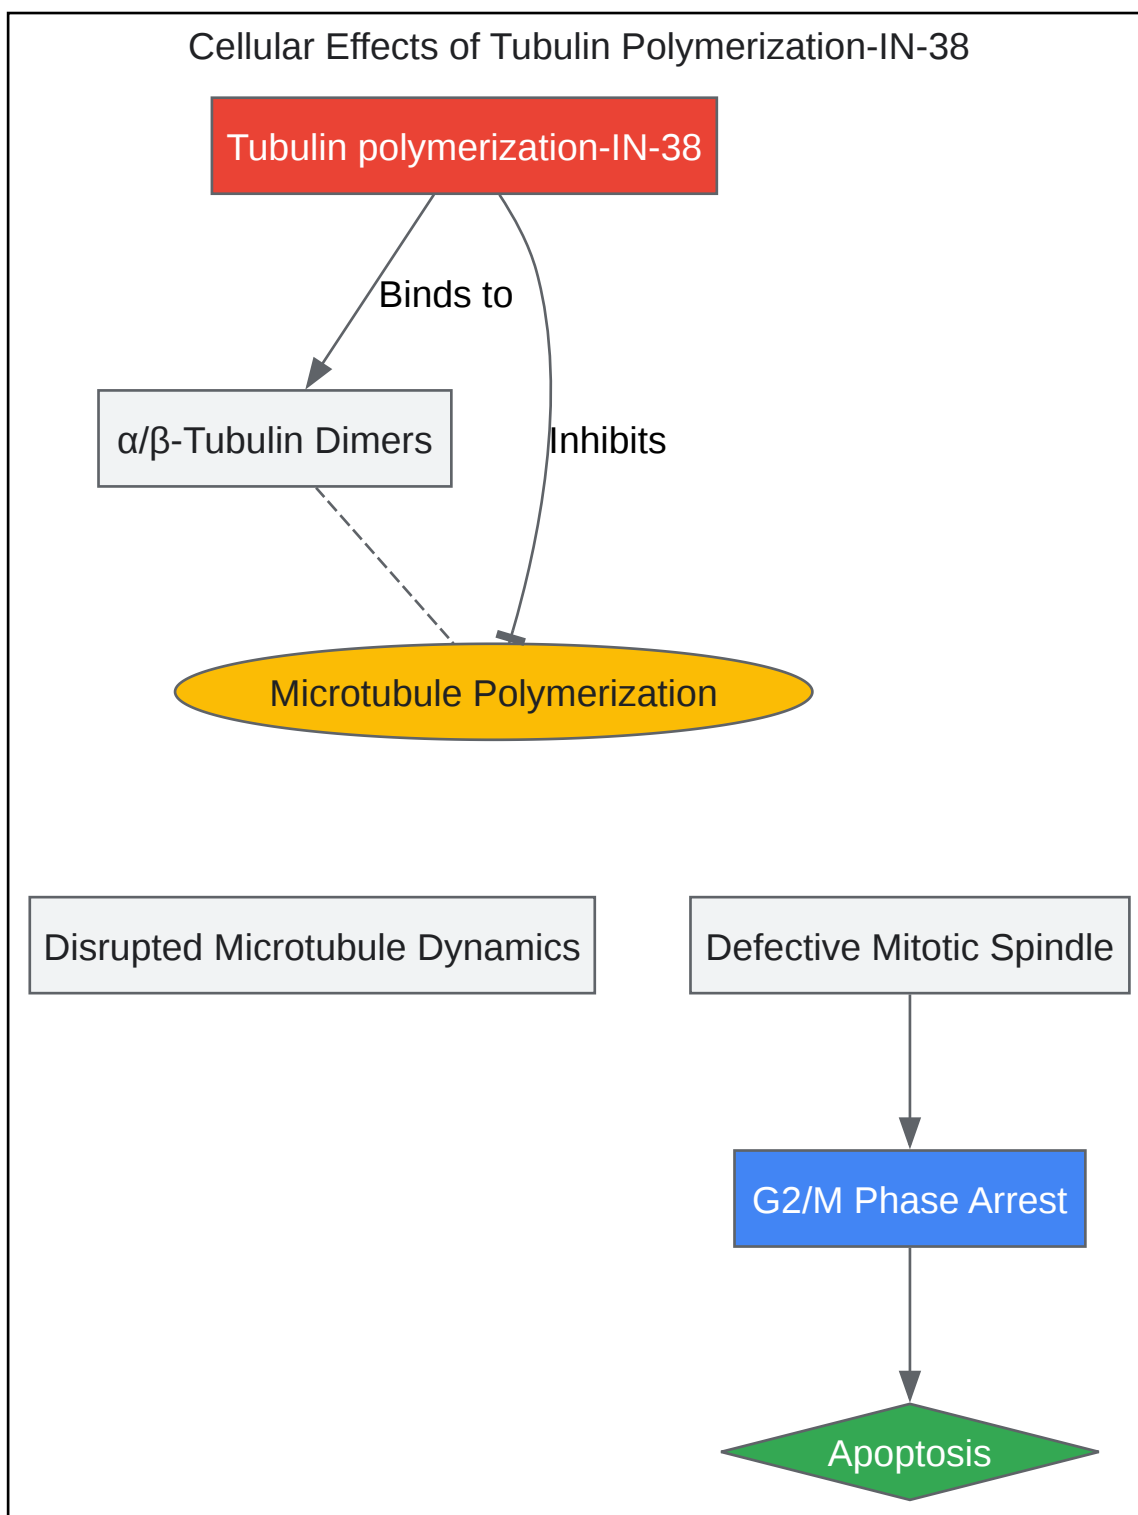 Cellular Effects of Tubulin Polymerization-IN-38
Tubulin polymerization-IN-38
Binds to
α/β-Tubulin Dimers
Inhibits
Microtubule Polymerization
Disrupted Microtubule Dynamics
Defective Mitotic Spindle
G2/M Phase Arrest
Apoptosis